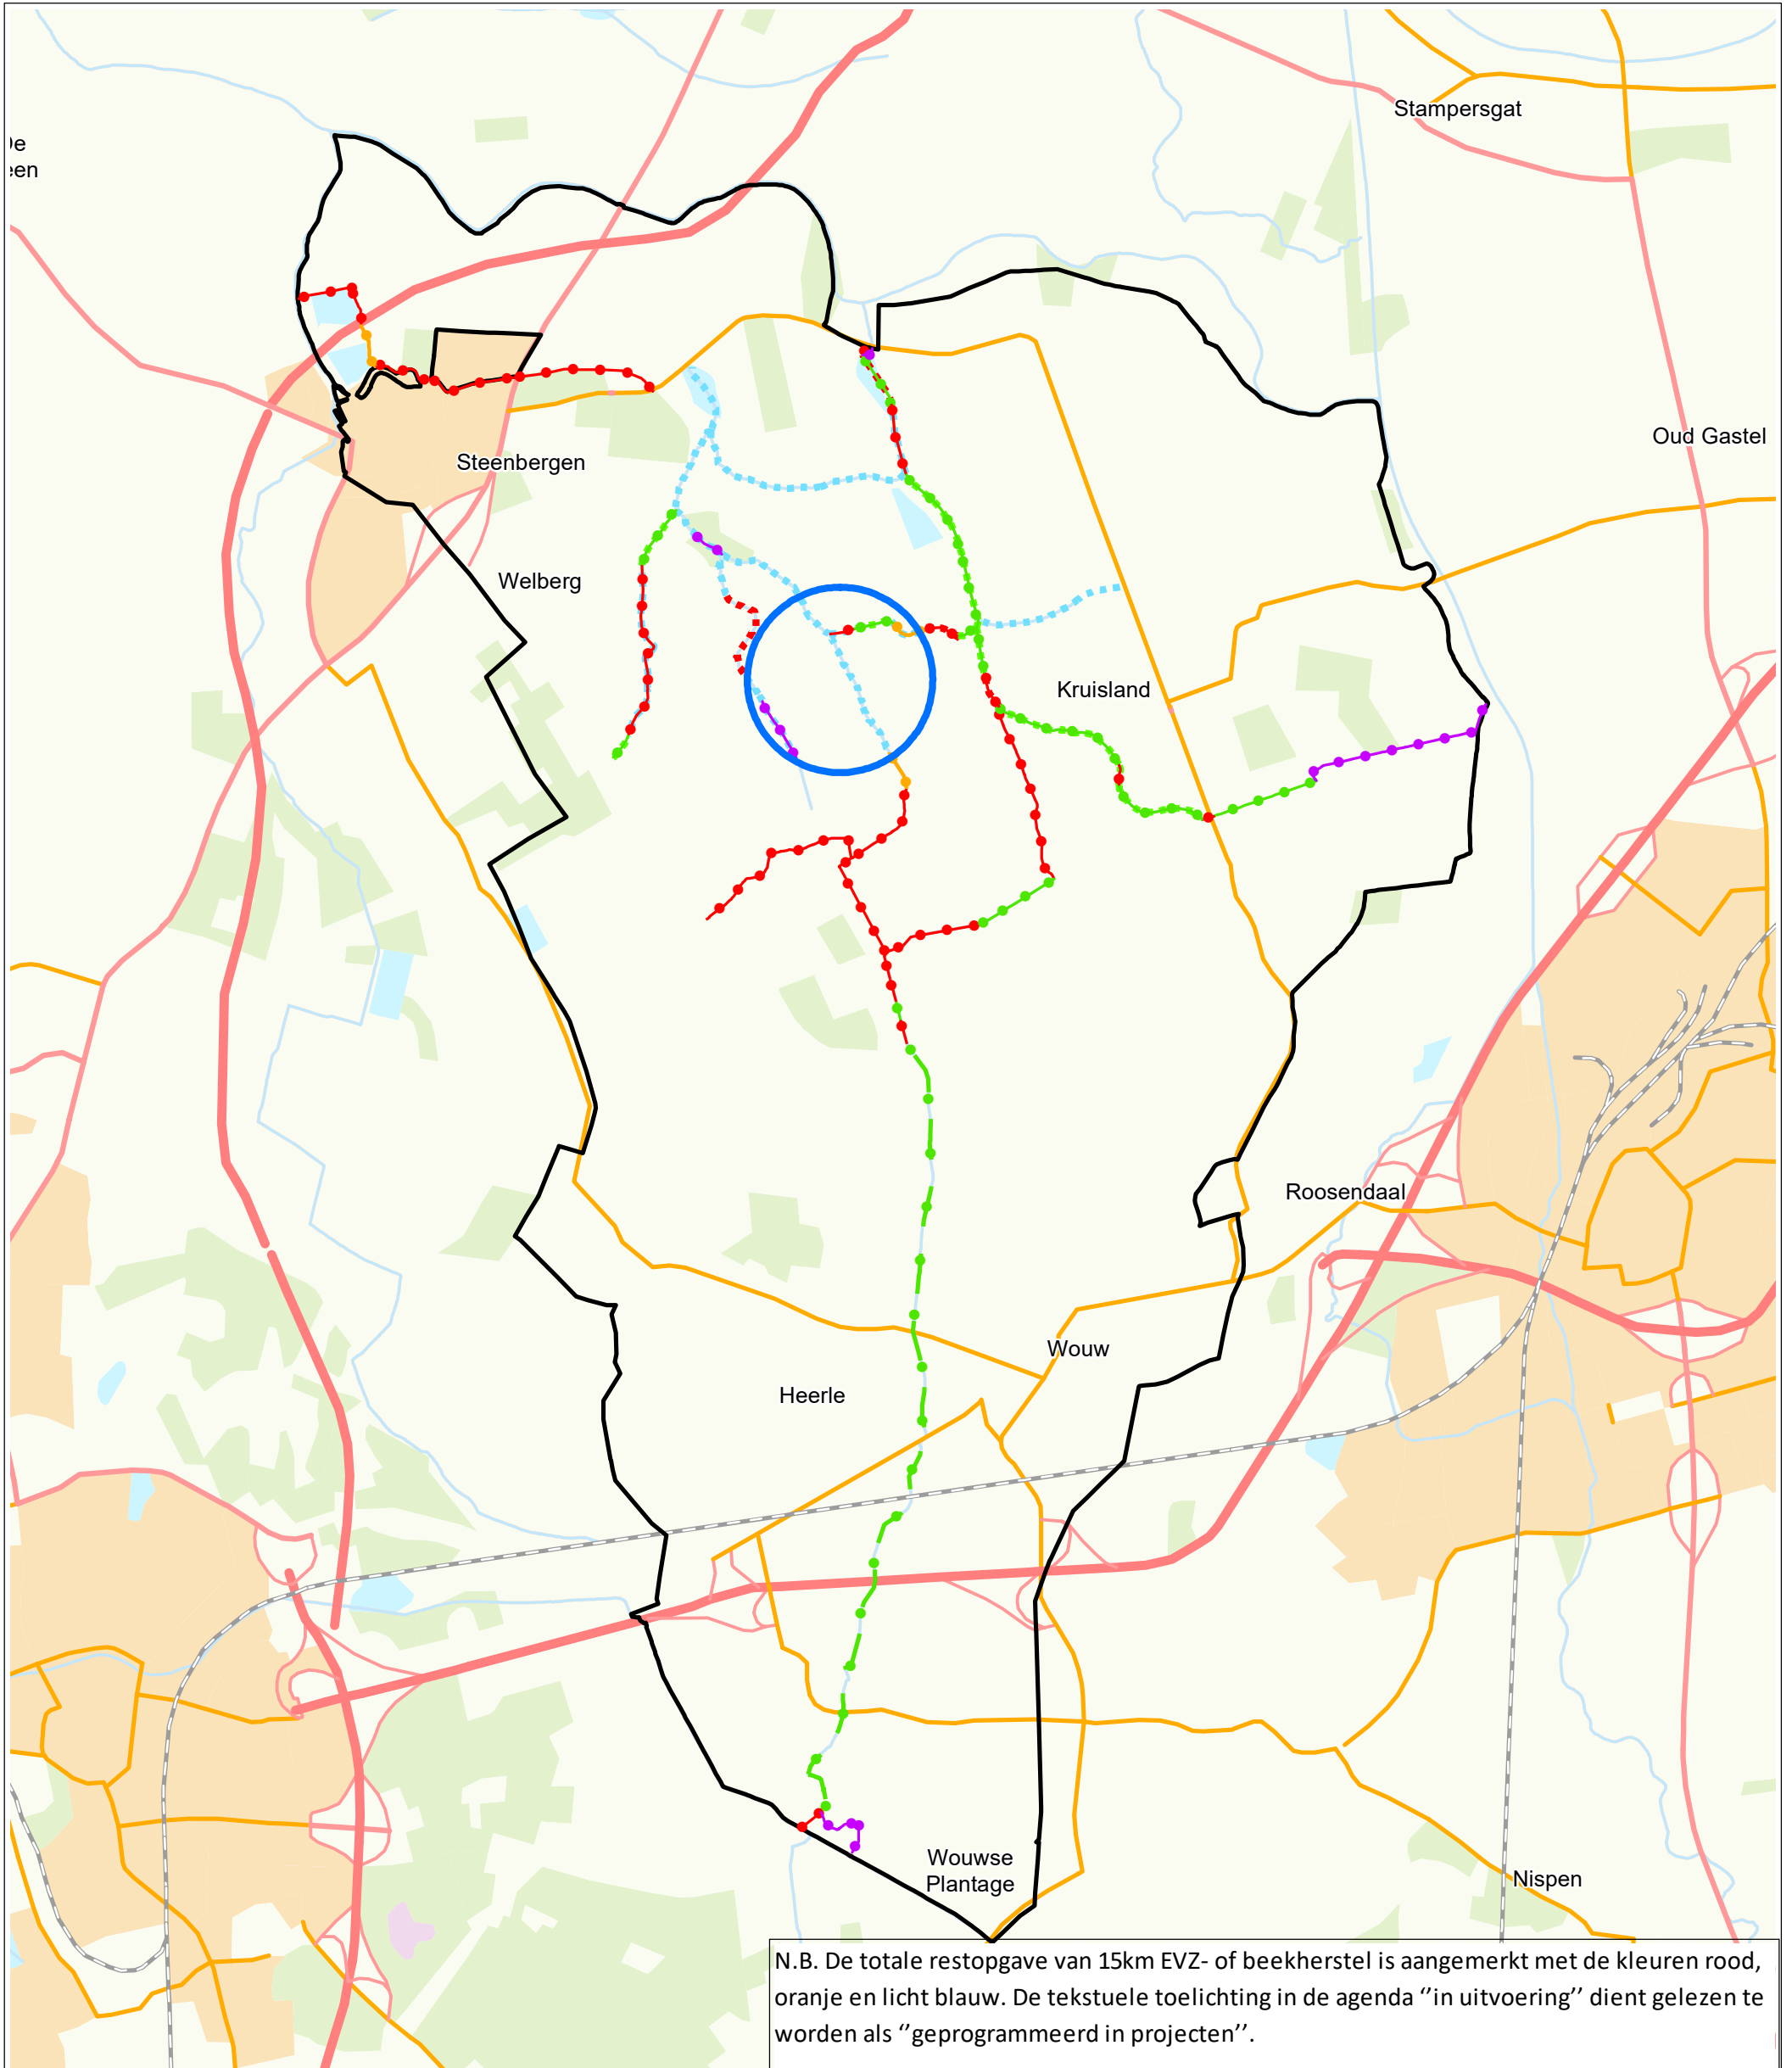 Stampersgat
Oud Gastel
Steenbergen
Welberg
Kruisland
Roosendaal
Wouw
Heerle
Wouwse
Plantage
Nispen
N.B. De totale restopgave van 15km EVZ- of beekherstel is aangemerkt met de kleuren rood,
oranje en licht blauw. De tekstuele toelichting in de agenda ‘’in uitvoering’’ dient gelezen te
worden als ‘’geprogrammeerd in projecten’’.